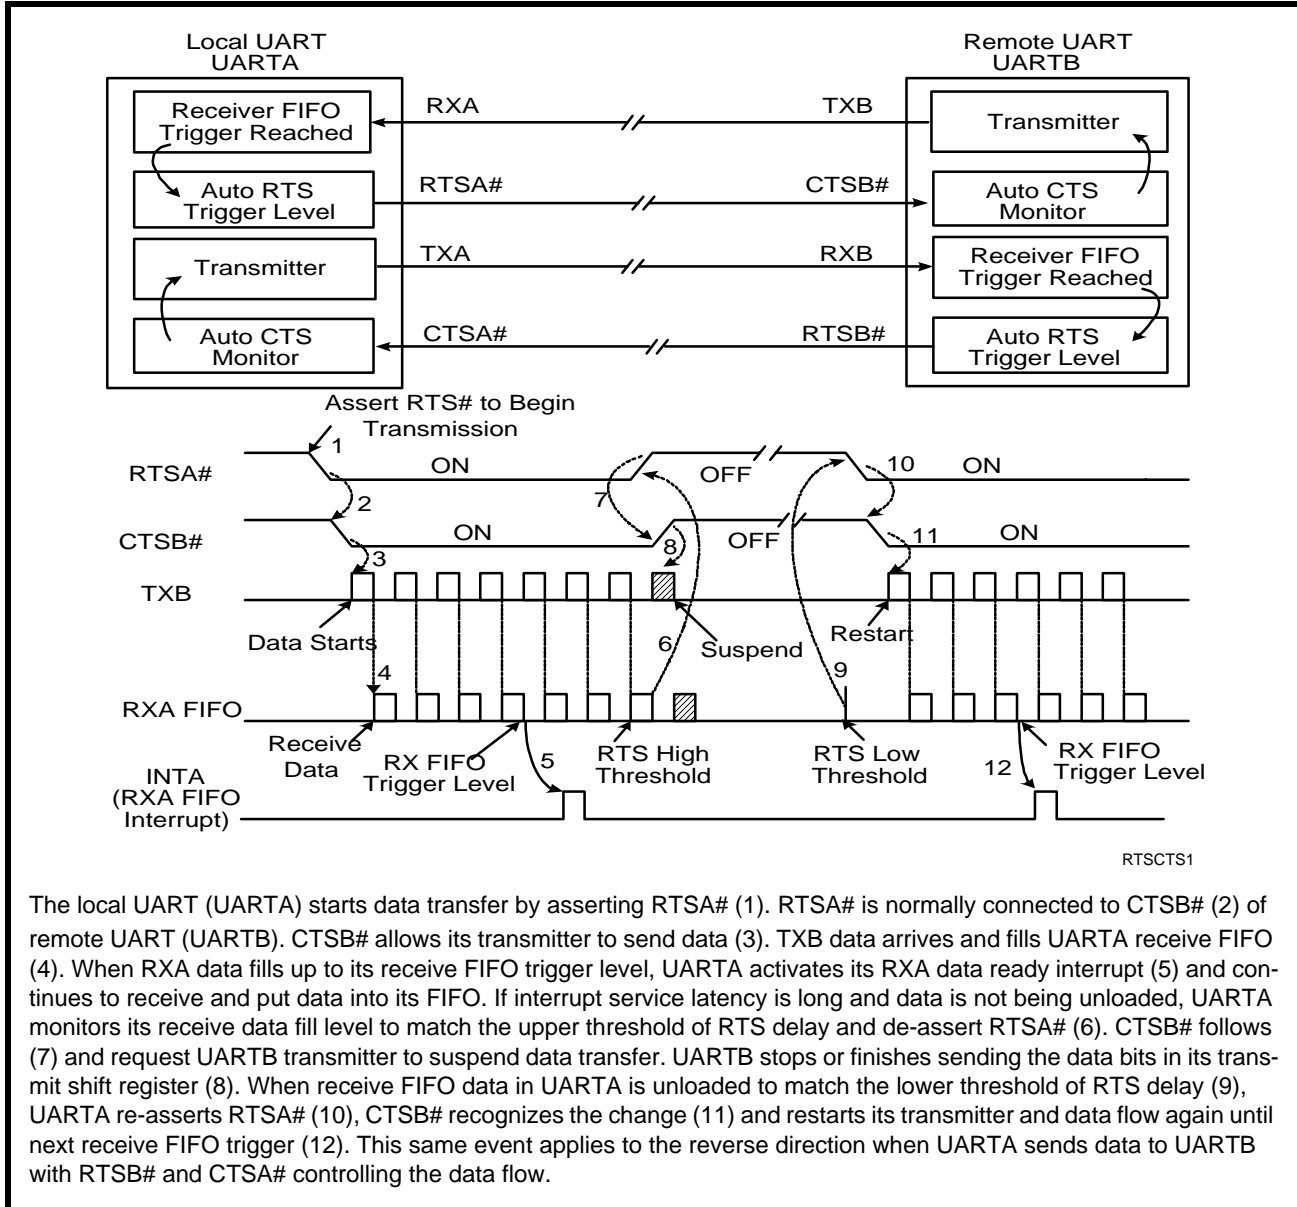 Local UART
UARTA
Remote UART
UARTB
Receiver FIFO
Trigger Reached
RXA
TXB
Transmitter
Auto RTS
Trigger Level
RTSA#
CTSB#
Auto CTS
Monitor
Transmitter
TXA
RXB
Receiver FIFO
Trigger Reached
Auto CTS
Monitor
CTSA#
RTSB#
Auto RTS
Trigger Level
Assert RTS# to Begin
Transmission
1
RTSA#
ON
OFF
10
ON
2
7
CTSB#
ON
8
OFF
11
ON
3
TXB
Data Starts
6
Suspend
Restart
4
9
RXA FIFO
Receive
Data
RX FIFO
Trigger Level
5
RTS High
Threshold
RTS Low
Threshold
12
RX FIFO
Trigger Level
INTA
(RXA FIFO
Interrupt)
RTSCTS1
The local UART (UARTA) starts data transfer by asserting RTSA# (1). RTSA# is normally connected to CTSB# (2) of
remote UART (UARTB). CTSB# allows its transmitter to send data (3). TXB data arrives and fills UARTA receive FIFO
(4). When RXA data fills up to its receive FIFO trigger level, UARTA activates its RXA data ready interrupt (5) and con-
tinues to receive and put data into its FIFO. If interrupt service latency is long and data is not being unloaded, UARTA
monitors its receive data fill level to match the upper threshold of RTS delay and de-assert RTSA# (6). CTSB# follows
(7) and request UARTB transmitter to suspend data transfer. UARTB stops or finishes sending the data bits in its trans-
mit shift register (8). When receive FIFO data in UARTA is unloaded to match the lower threshold of RTS delay (9),
UARTA re-asserts RTSA# (10), CTSB# recognizes the change (11) and restarts its transmitter and data flow again until
next receive FIFO trigger (12). This same event applies to the reverse direction when UARTA sends data to UARTB
with RTSB# and CTSA# controlling the data flow.